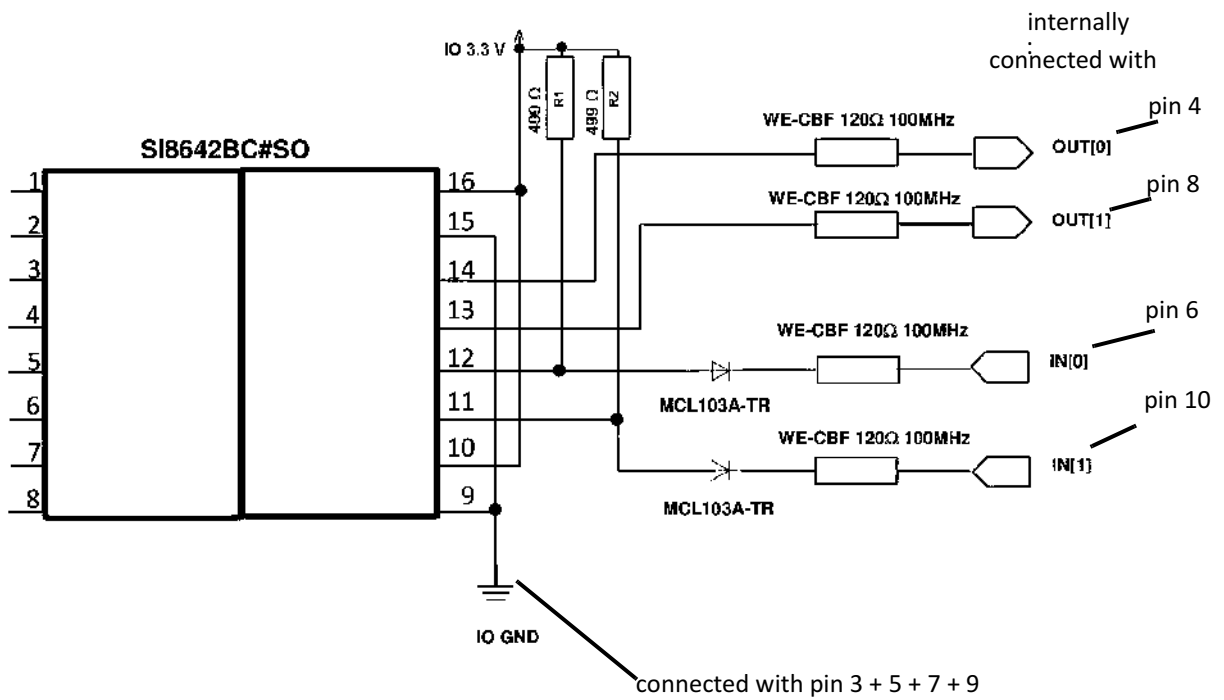 internally
connected with
IO 3.3 V
499 Ω
R1
499 Ω
R2
WE-CBF 120Ω 100MHz
OUT[0]
pin 4
SI8642BC#SO
WE-CBF 120Ω 100MHz
OUT[1]
pin 8
1
16
2
15
3
14
4
13
5
12
6
11
7
10
8
9
WE-CBF 120Ω 100MHz
IN[0]
pin 6
MCL103A-TR
WE-CBF 120Ω 100MHz
IN[1]
pin 10
MCL103A-TR
IO GND
connected with pin 3 + 5 + 7 + 9